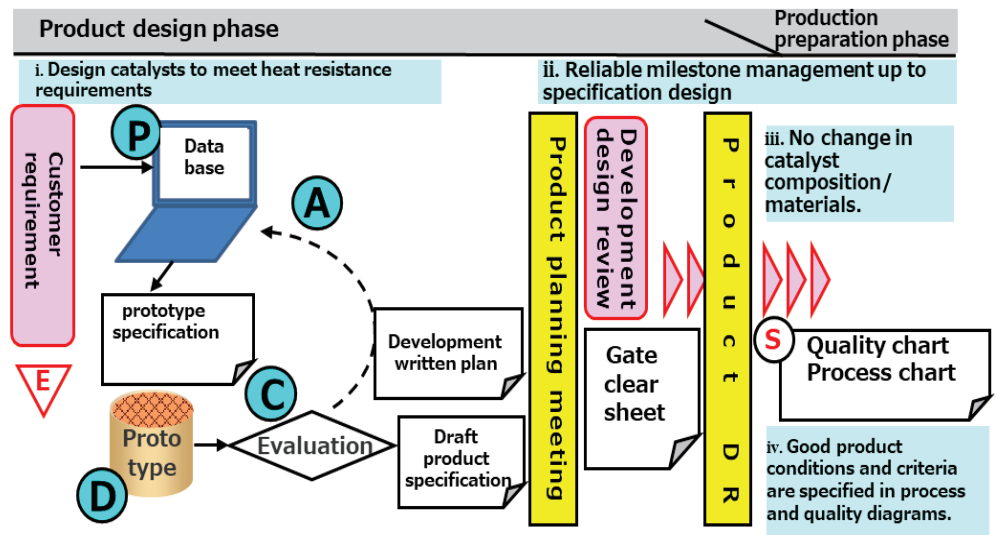 Product design phase
Production
preparation phase
i. Design catalysts to meet heat resistance
requirements
ii. Reliable milestone management up to
specification design
Customer
requirement
P
Data
base
A
prototype
specification
Development
written plan
E
C
Proto
type
Evaluation
D
Draft
product
specification
Product planning meeting
Development
design review
Gate
clear
sheet
Product DR
iii. No change in
catalyst
composition/
materials.
S
Quality chart
Process chart
iv. Good product
conditions and criteria
are specified in process
and quality diagrams.